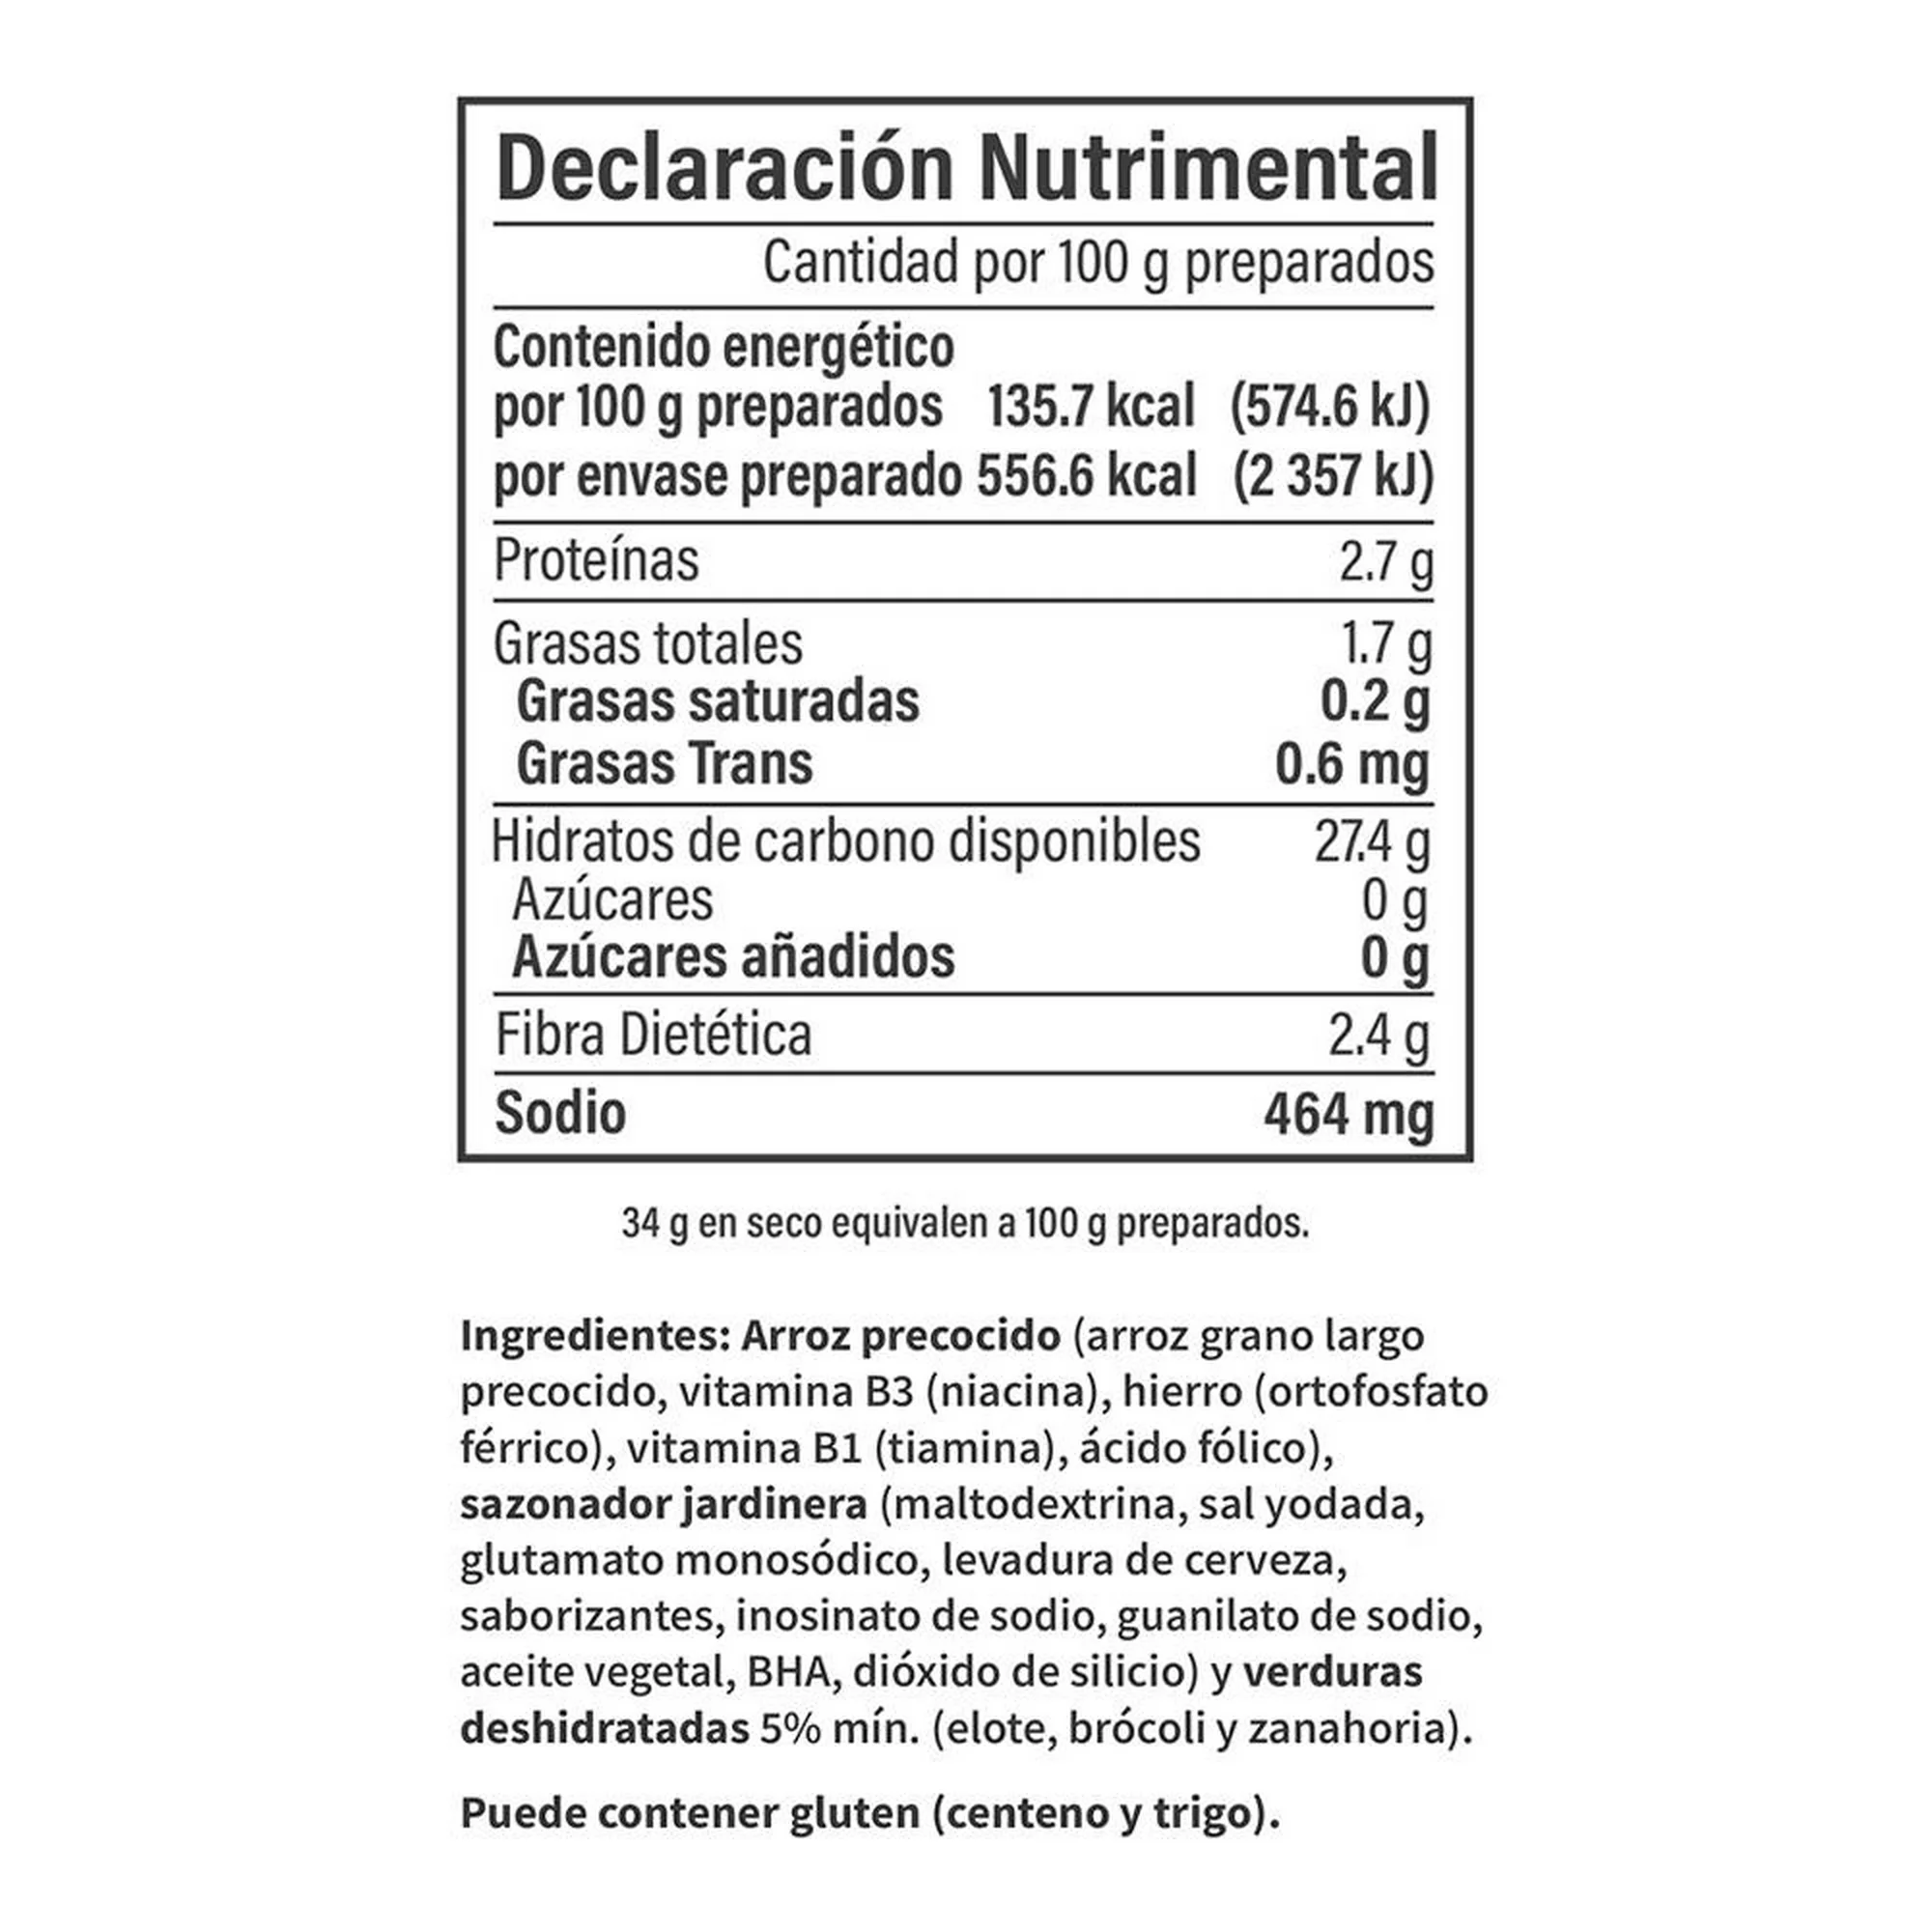 Declaración Nutrimental
Cantidad por 100 g preparados
Contenido energético
por 100 g preparados 135.7 kcal (574.6 kJ)
por envase preparado 556.6 kcal (2 357 kJ)
Proteínas 2.7 g
Grasas totales 1.7 g
Grasas saturadas 0.2 g
Grasas Trans 0.6 mg
Hidratos de carbono disponibles 27.4 g
Azúcares 0 g
Azúcares añadidos 0 g
Fibra Dietética 2.4 g
Sodio 464 mg
34 g en seco equivalen a 100 g preparados.
Ingredientes: Arroz precocido (arroz grano largo
precocido, vitamina B3 (niacina), hierro (ortofosfato
férrico), vitamina B1 (tiamina), ácido fólico),
sazonador jardinera (maltodextrina, sal yodada,
glutamato monosódico, levadura de cerveza,
saborizantes, inosinato de sodio, guanilato de sodio,
aceite vegetal, BHA, dióxido de silicio) y verduras
deshidratadas 5% mín. (elote, brócoli y zanahoria).
Puede contener gluten (centeno y trigo).